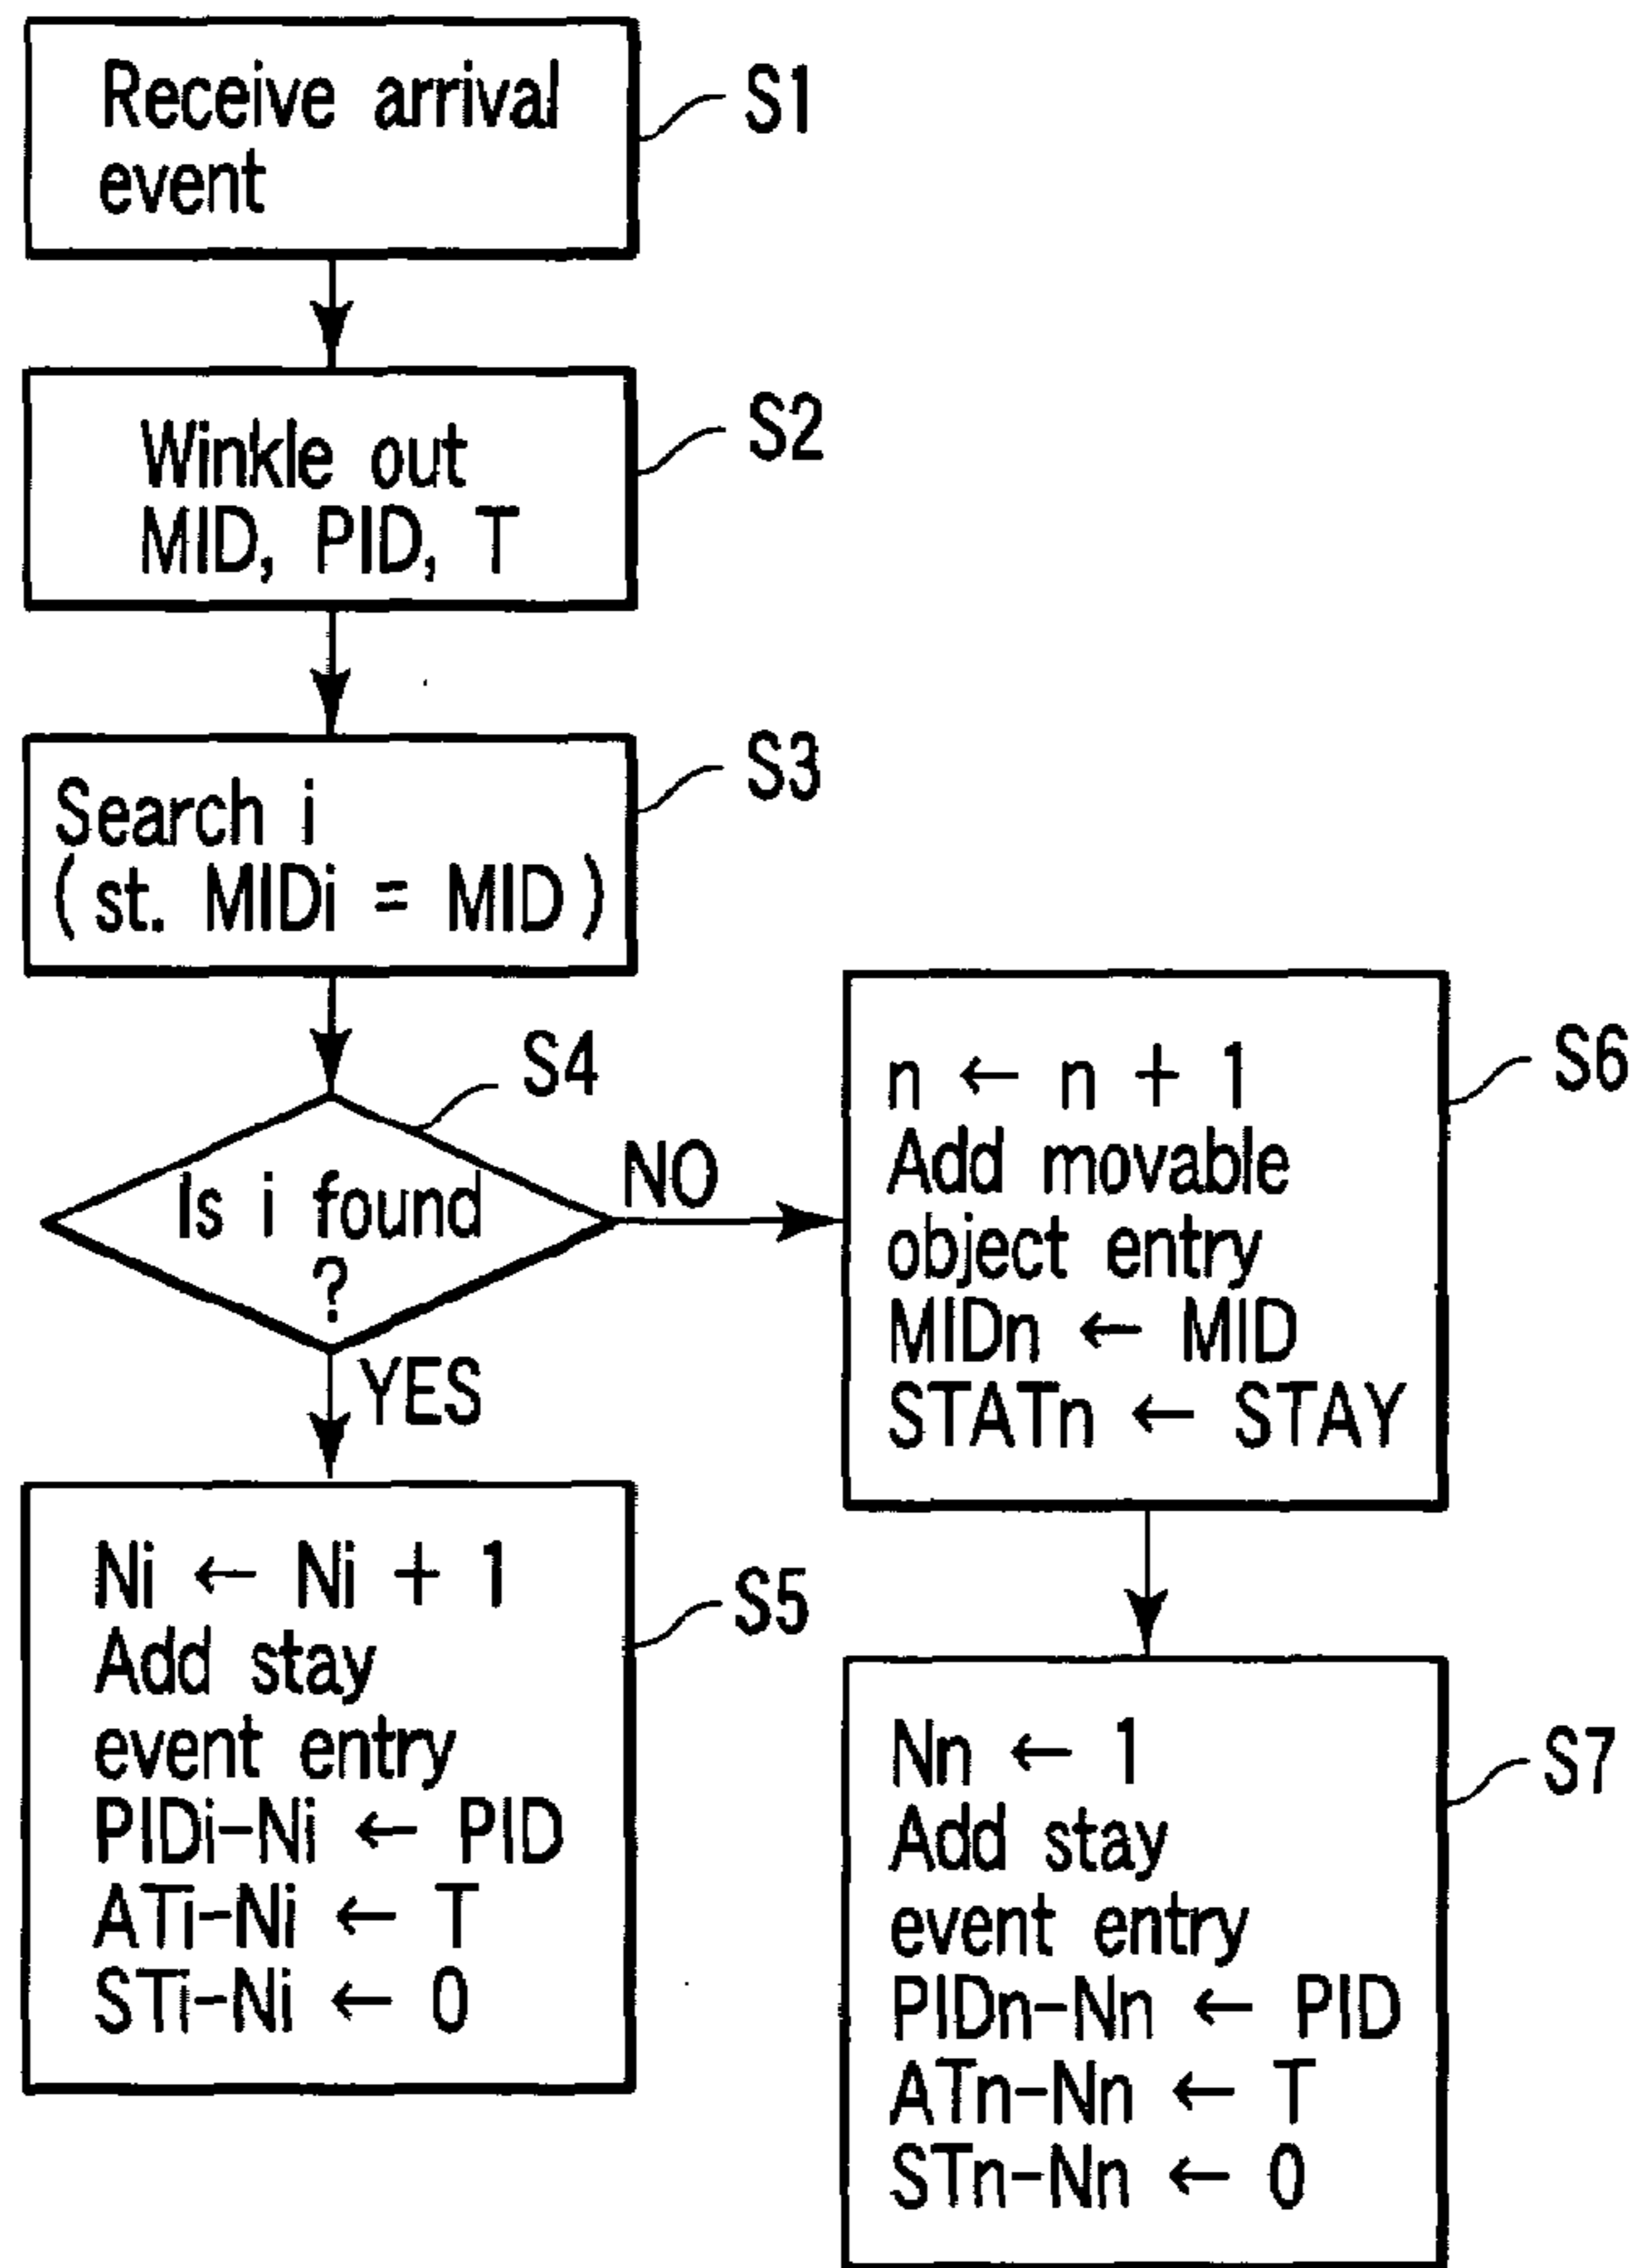 Receive arrival
event
S1
Winkle out
MID, PID, T
S2
Search i
(st. MIDi = MID)
S3
S4
Is i found
?
NO
YES
Ni ← Ni + 1
Add stay
event entry
PIDi-Ni ← PID
ATi-Ni ← T
STi-Ni ← 0
S5
n ← n + 1
Add movable
object entry
MIDn ← MID
STATn ← STAY
S6
Nn ← 1
Add stay
event entry
PIDn-Nn ← PID
ATn-Nn ← T
STn-Nn ← 0
S7